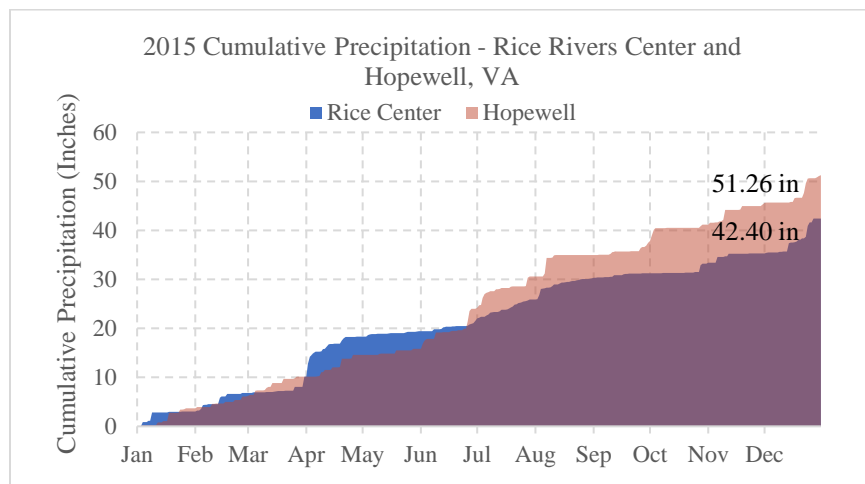 2015 Cumulative Precipitation - Rice Rivers Center and
Hopewell, VA
Rice Center Hopewell
Cumulative Precipitation (Inches)
60
50
40
30
20
10
0
51.26 in
42.40 in
Jan Feb Mar Apr May Jun Jul Aug Sep Oct Nov Dec